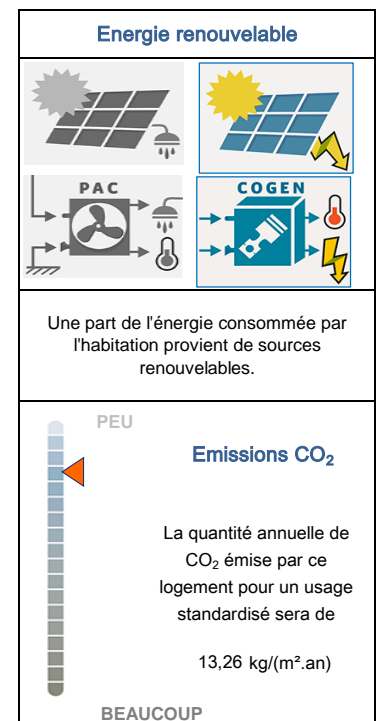 Energie renouvelable
PAC
COGEN
Une part de l'énergie consommée par
l'habitation provient de sources
renouvelables.
PEU
Emissions CO₂
La quantité annuelle de
CO₂ émise par ce
logement pour un usage
standardisé sera de
13,26 kg/(m².an)
BEAUCOUP